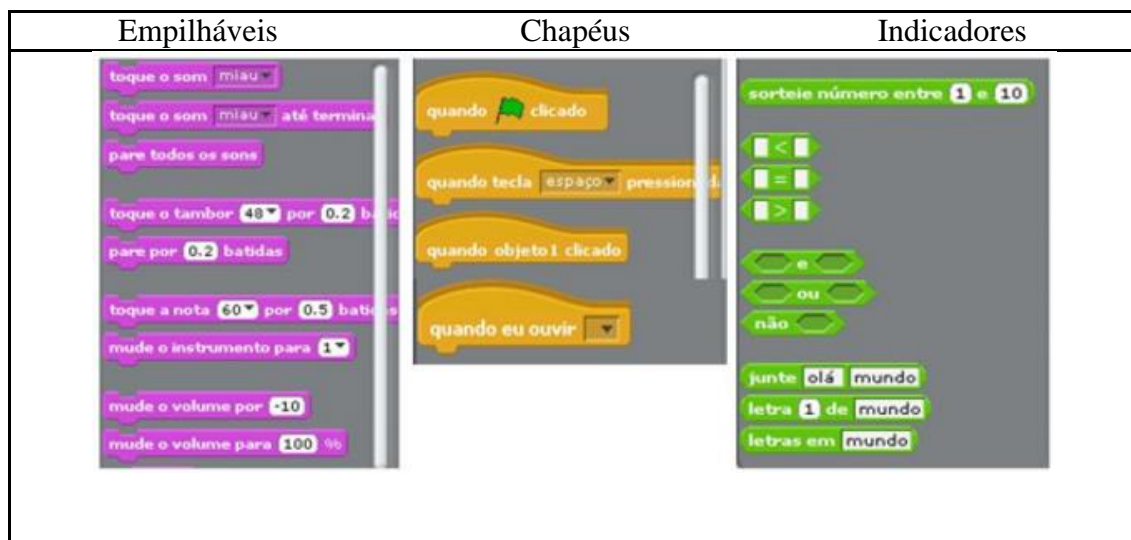 Empilháveis
Chapéus
Indicadores
toque o som miau
toque o som miau até termina
pare todos os sons
toque o tambor 48 por 0.2 b
pare por 0.2 batidas
toque a nota 60 por 0.5 bati
mude o instrumento para 1
mude o volume por -10
mude o volume para 100 %
quando clicado
quando tecla espaço pression
quando objeto1 clicado
quando eu ouvir
sorteie número entre 1 e 10
<
=
>
e
ou
não
junte olá mundo
letra 1 de mundo
letras em mundo